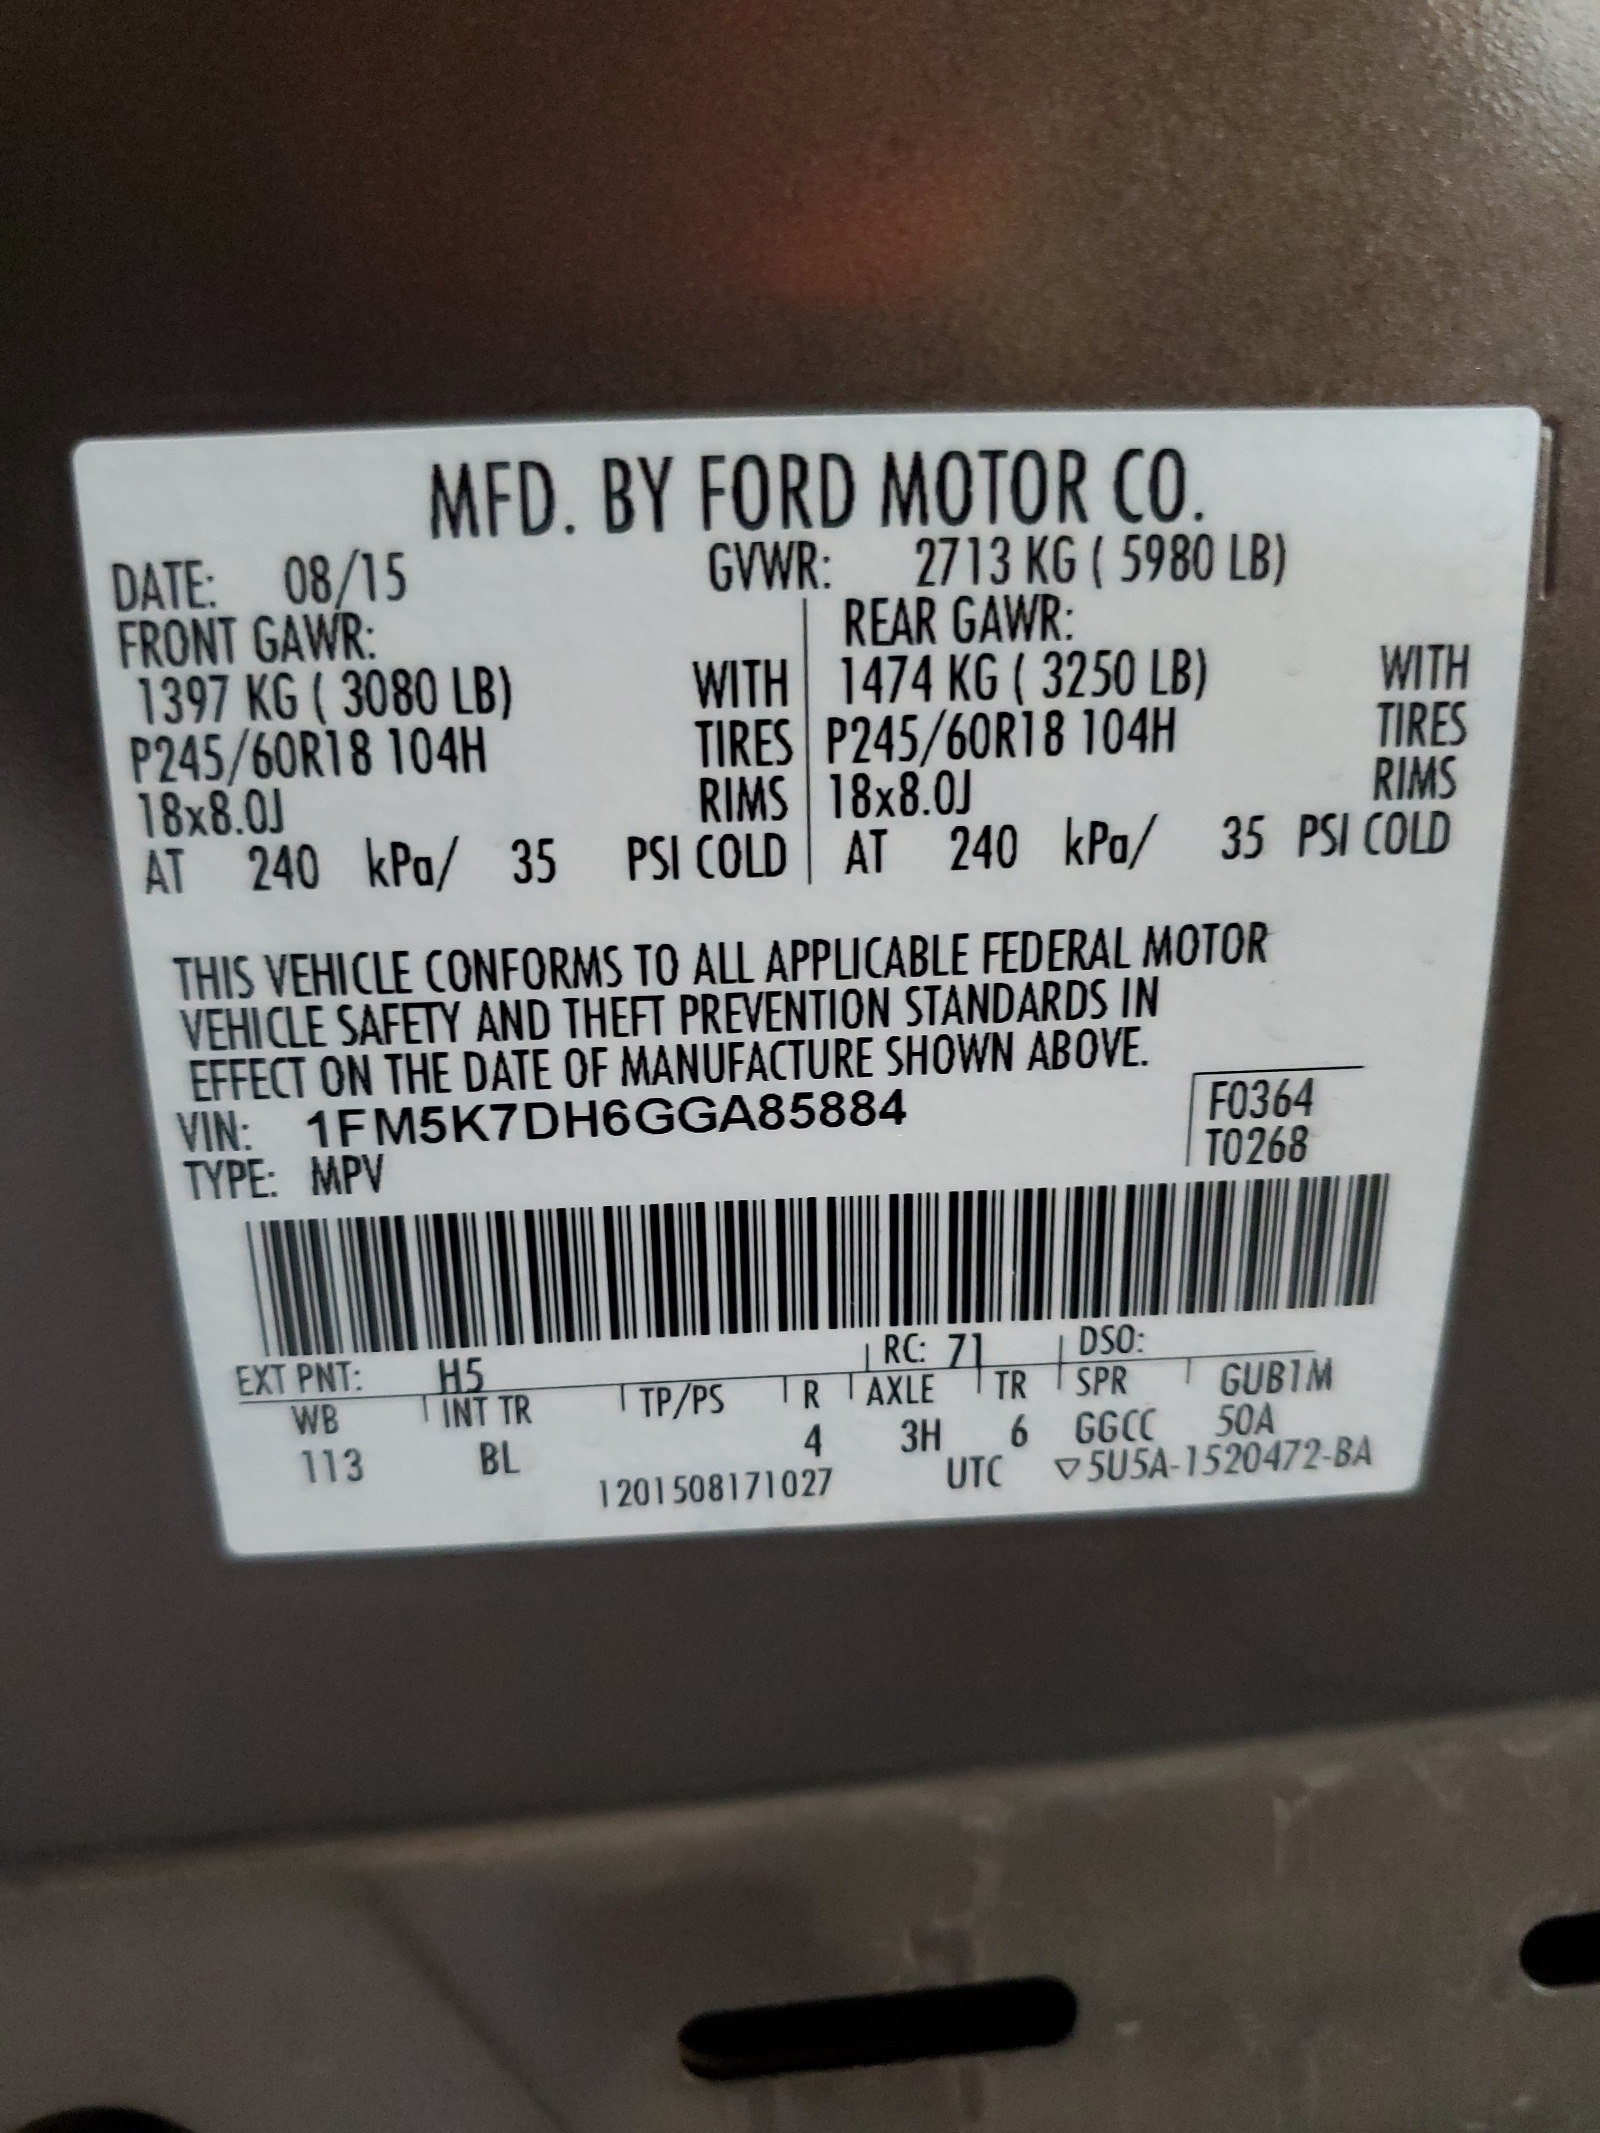 MFD. BY FORD MOTOR CO.
DATE: 08/15 GVWR: 2713 KG ( 5980 LB)
FRONT GAWR: REAR GAWR:
1397 KG ( 3080 LB) WITH 1474 KG ( 3250 LB) WITH
P245/60R18 104H TIRES P245/60R18 104H TIRES
18x8.0J RIMS 18x8.0J RIMS
AT 240 kPa/ 35 PSI COLD AT 240 kPa/ 35 PSI COLD
THIS VEHICLE CONFORMS TO ALL APPLICABLE FEDERAL MOTOR
VEHICLE SAFETY AND THEFT PREVENTION STANDARDS IN
EFFECT ON THE DATE OF MANUFACTURE SHOWN ABOVE.
VIN: 1FM5K7DH6GGA85884 F0364
TYPE: MPV T0268
EXT PNT: H5 RC: 71 DSO:
WB INT TR TP/PS R AXLE TR SPR GUB1M
113 BL 4 3H 6 GGCC 50A
1201508171027 UTC ▽5U5A-1520472-BA